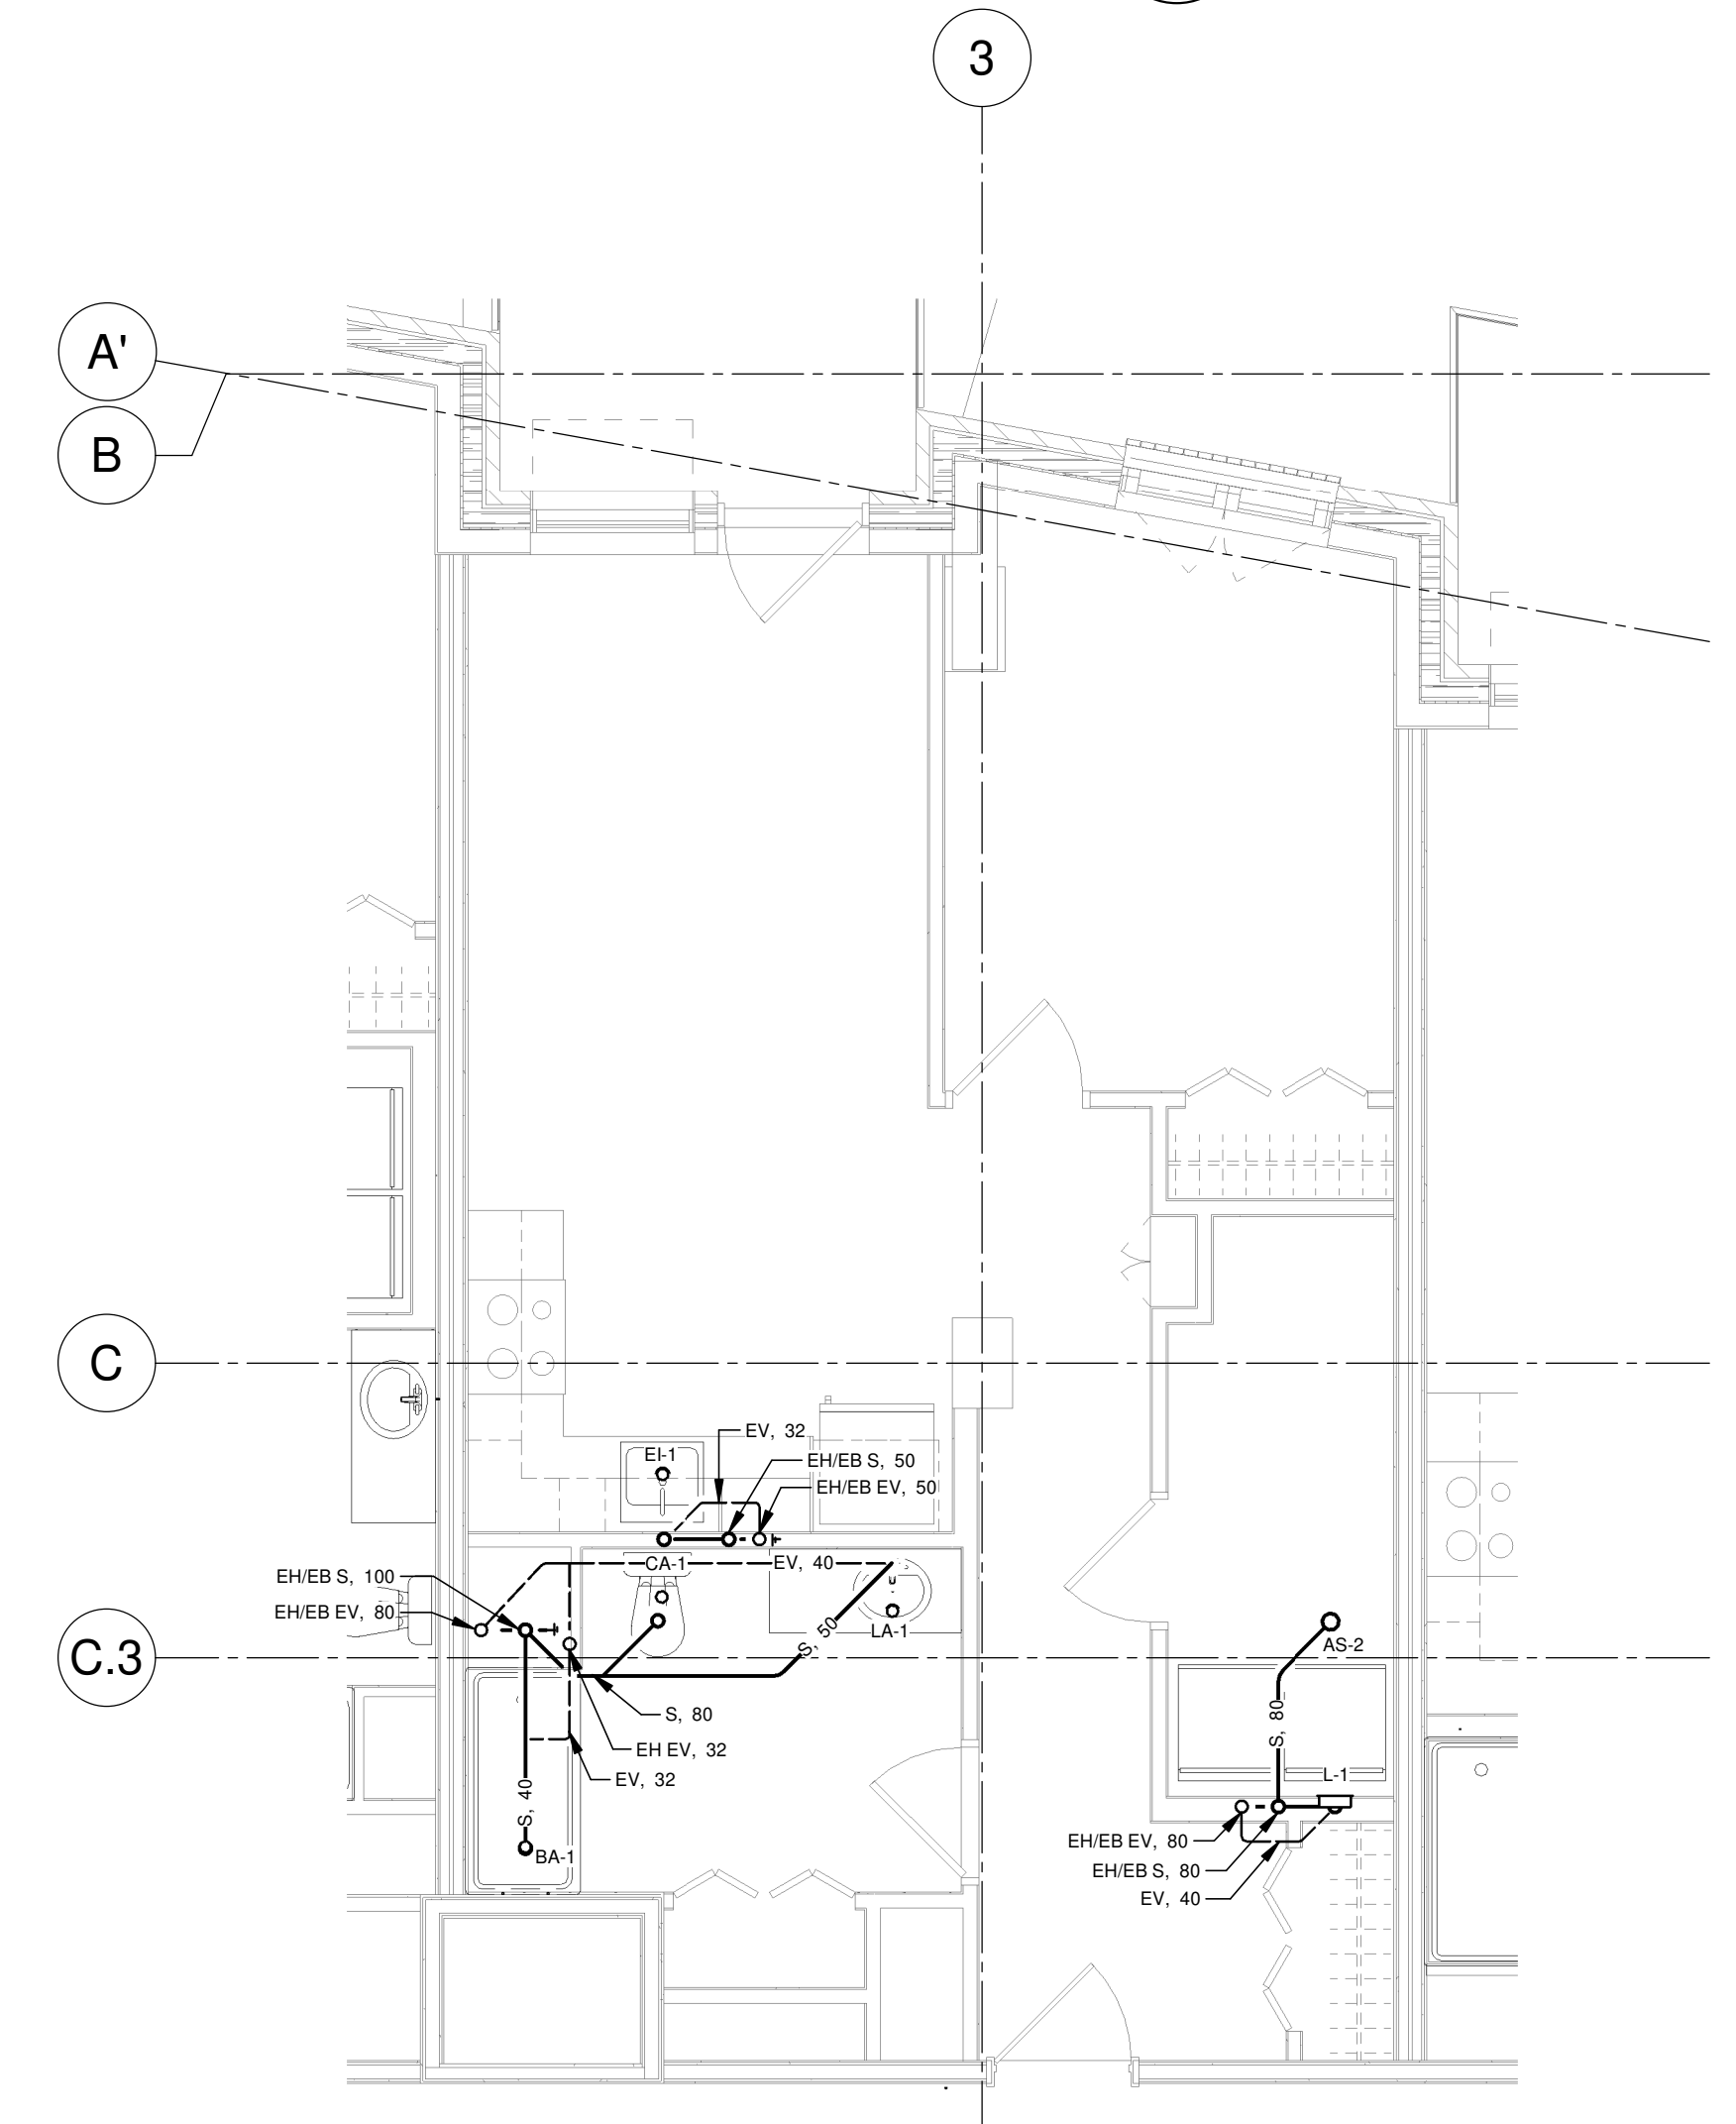 3
A'
B
C
EV, 32
EI-1
EH/EB S, 50
EH/EB EV, 50
CA-1
EV, 40
EH/EB S, 100
EH/EB EV, 80
S, 50
LA-1
AS-2
C.3
S, 80
S, 80
EH EV, 32
EV, 32
L-1
S, 40
BA-1
EH/EB EV, 80
EH/EB S, 80
EV, 40